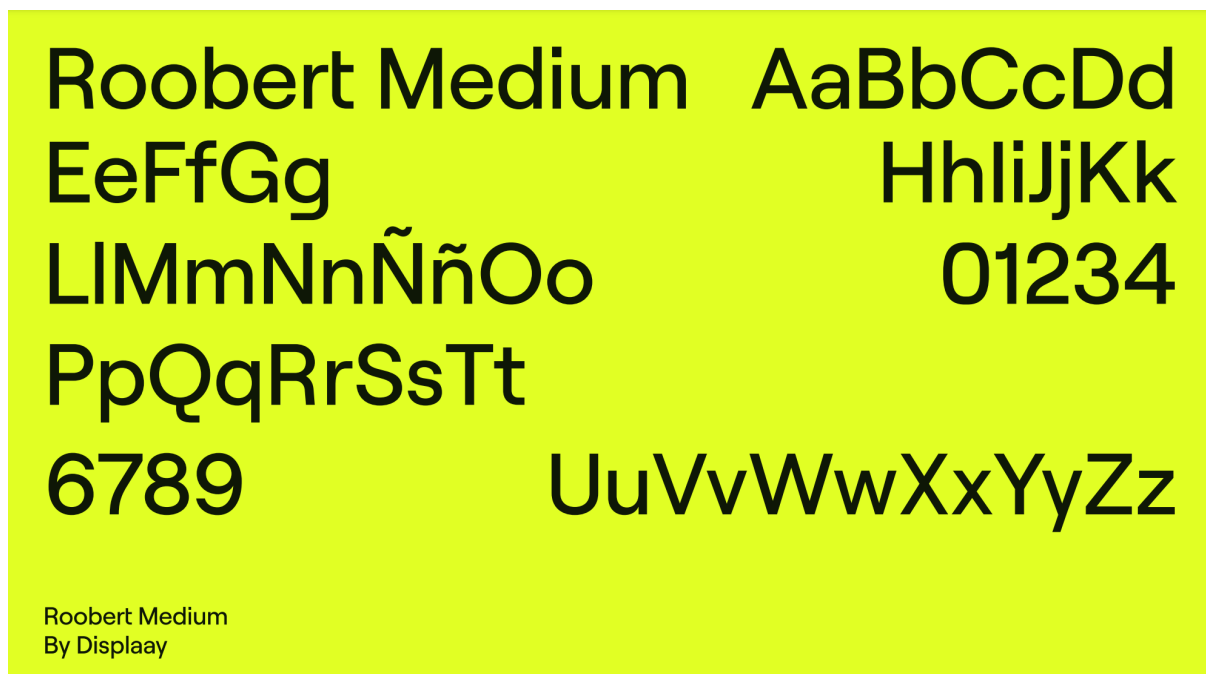 Roobert Medium AaBbCcDd
EeFfGg HhIiJjKk
LlMmNnÑñOo 01234
PpQqRrSsTt
6789 UuVvWwXxYyZz
Roobert Medium
By Displaay